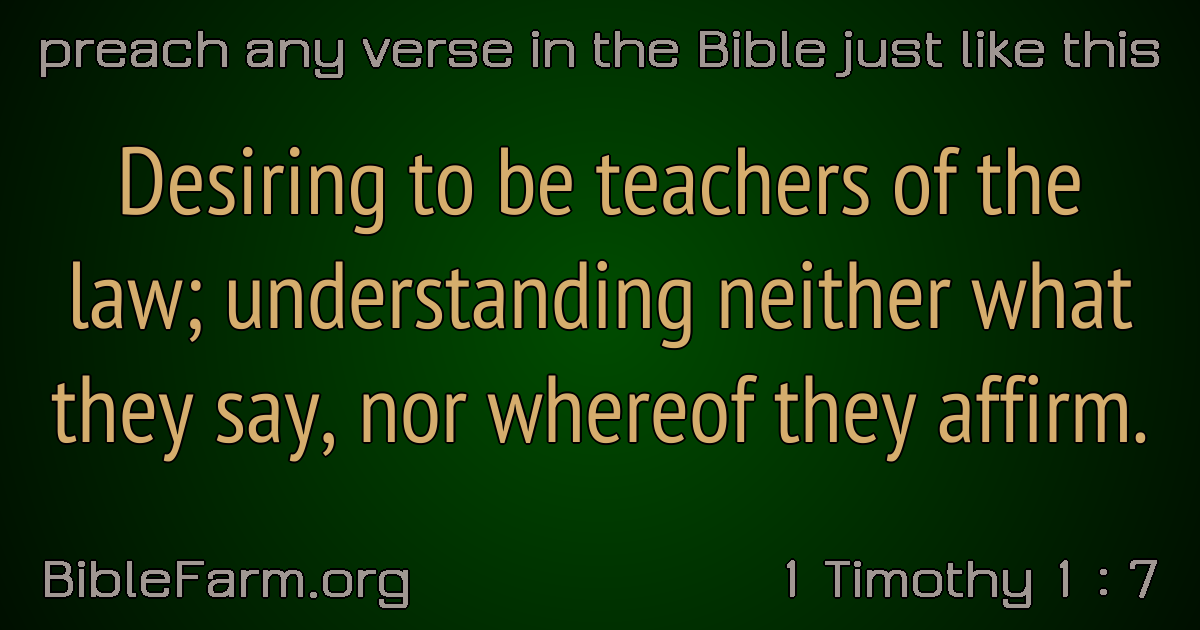 preach any verse in the Bible just like this
Desiring to be teachers of the
law; understanding neither what
they say, nor whereof they affirm.
BibleFarm.org
1 Timothy 1 : 7